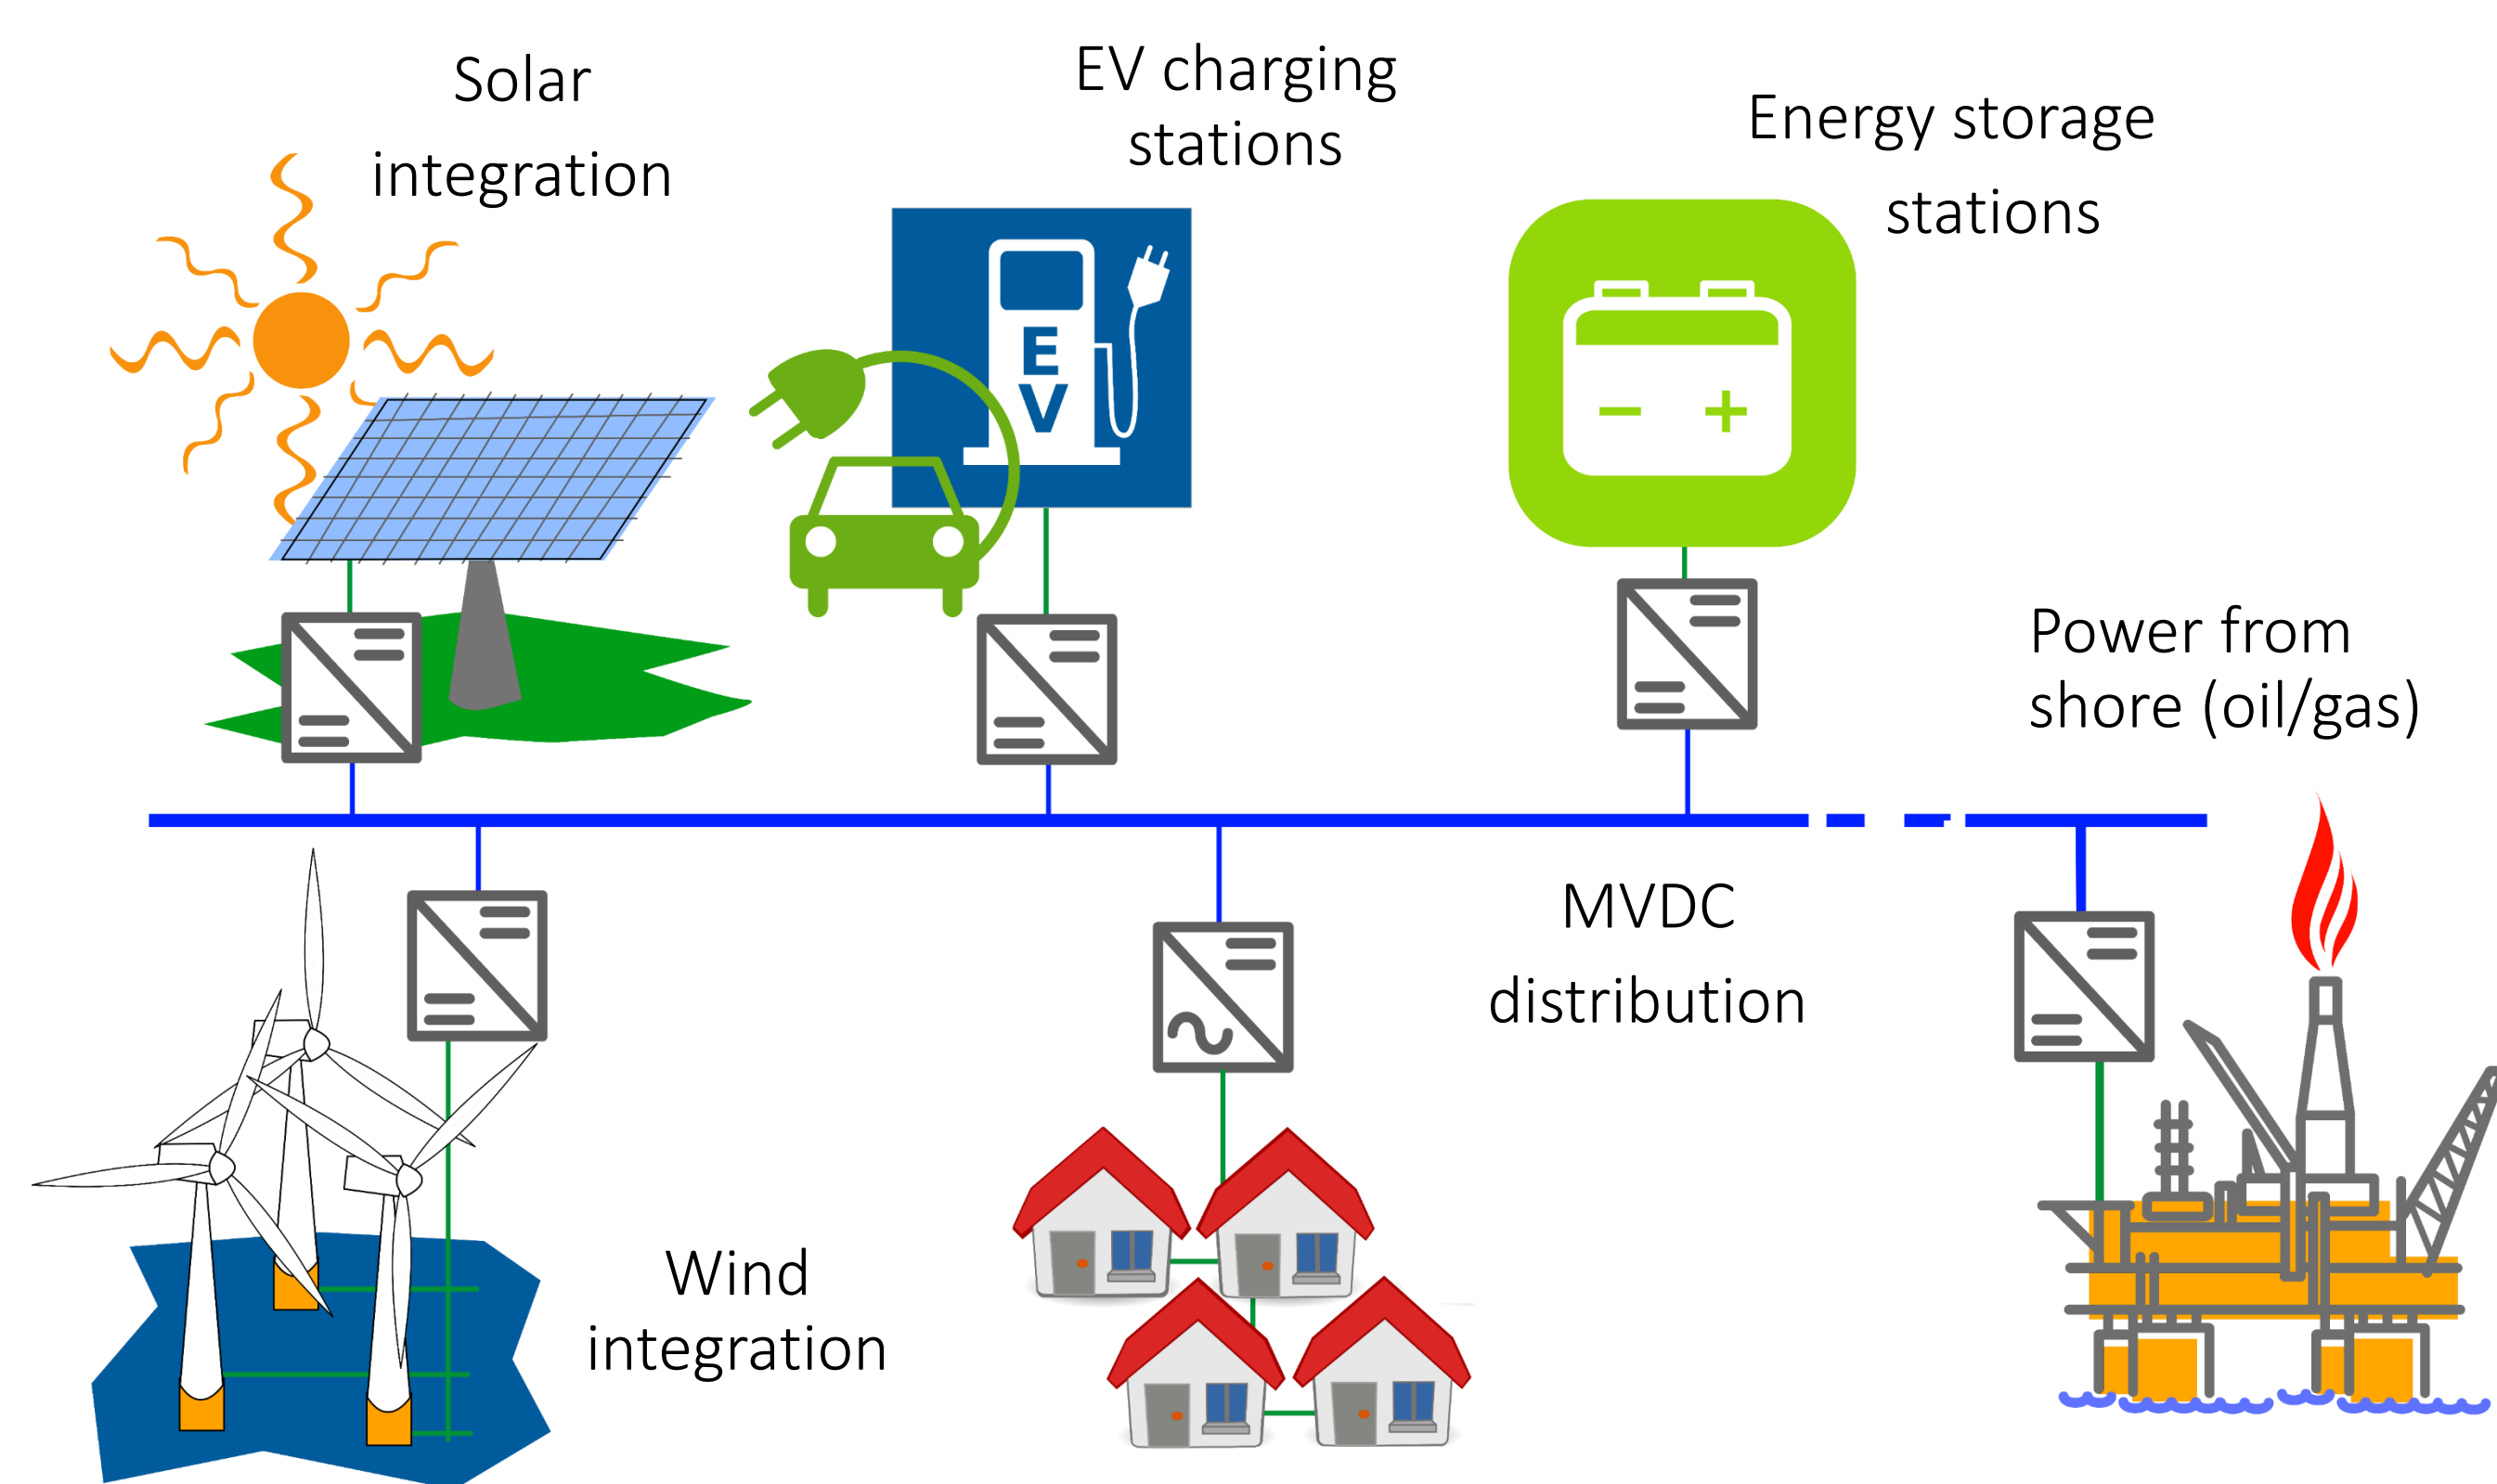 Solar
integration
EV charging
stations
Energy storage
stations
E
V
Power from
shore (oil/gas)
MVDC
distribution
Wind
integration